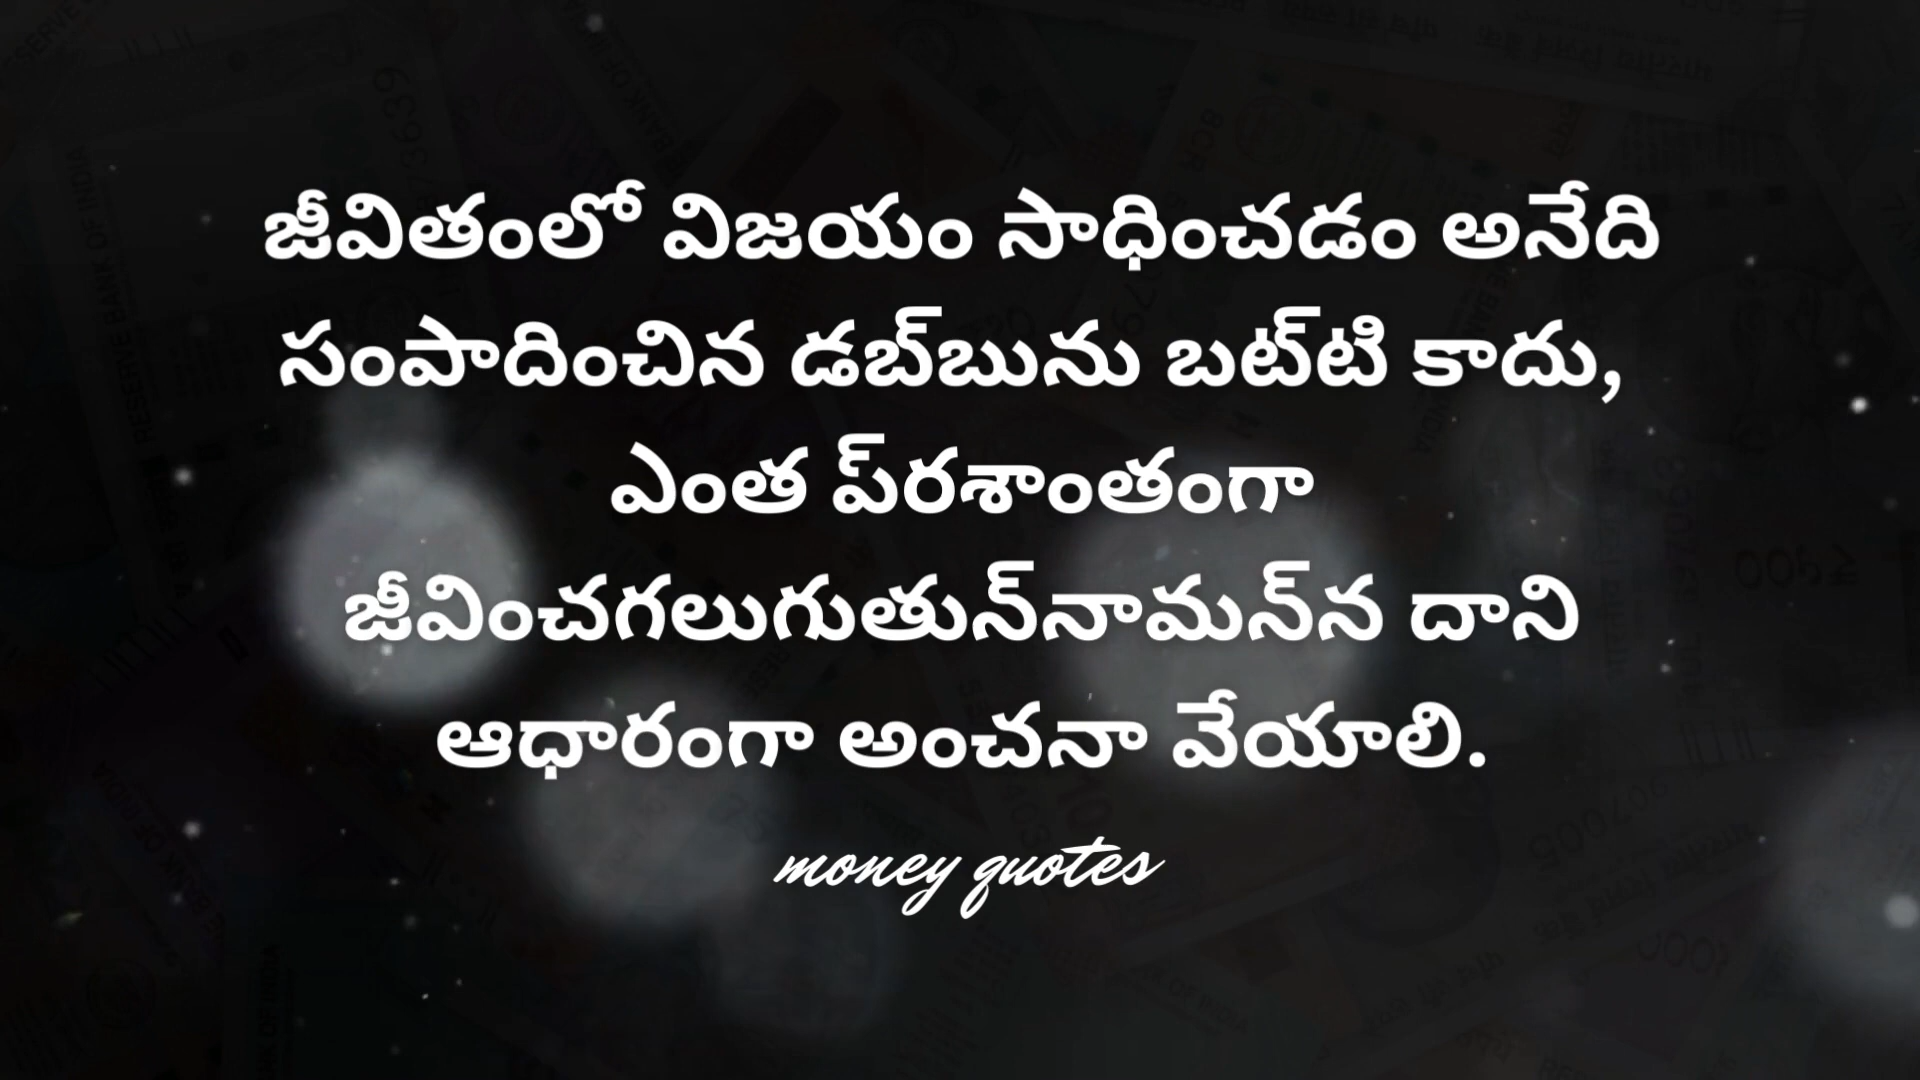 జీవితంలో విజయం సాధించడం అనేది
సంపాదించిన డబ్‌బును బట్‌టి కాదు,
ఎంత ప్‌రశాంతంగా
జీవించగలుగుతున్‌నామన్‌న దాని
ఆధారంగా అంచనా వేయాలి.
money quotes